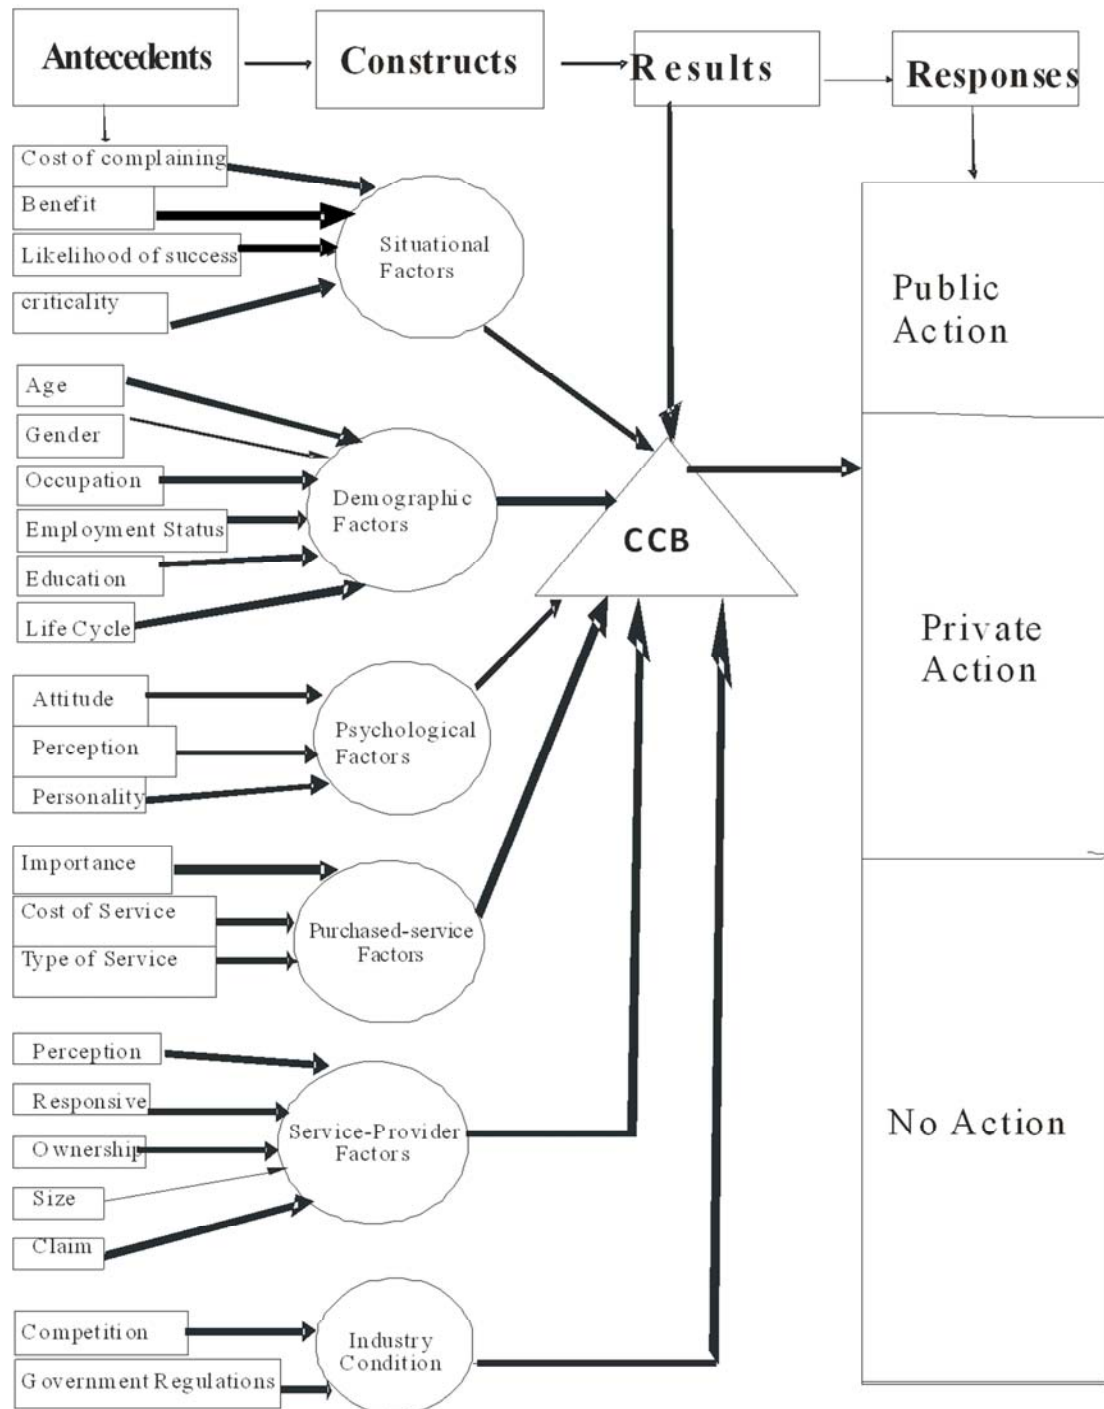 Antecedents
Constructs
Results
Responses
Cost of complaining
Benefit
Likelihood of success
criticality
Situational
Factors
Age
Gender
Occupation
Employment Status
Education
Life Cycle
Demographic
Factors
Attitude
Perception
Personality
Psychological
Factors
Importance
Cost of Service
Type of Service
Purchased-service
Factors
Perception
Responsive
Ownership
Size
Claim
Service-Provider
Factors
Competition
Government Regulations
Industry
Condition
CCB
Public
Action
Private
Action
No Action